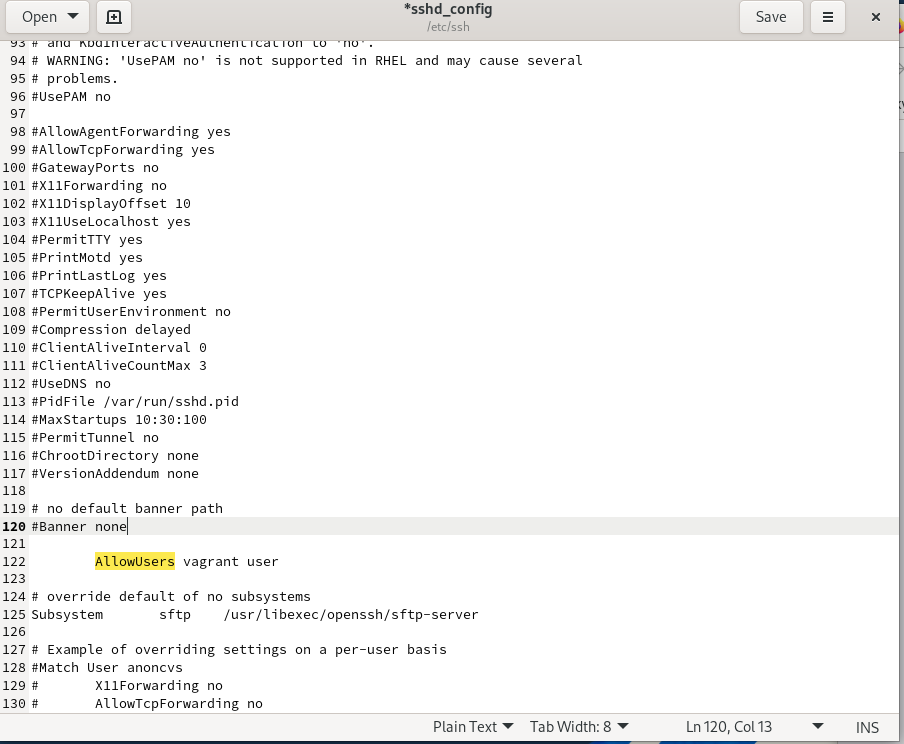 Open
*sshd_config
/etc/ssh
Save
93 # and KbdInteractiveAuthentication to 'no'.
94 # WARNING: 'UsePAM no' is not supported in RHEL and may cause several
95 # problems.
96 #UsePAM no
97
98 #AllowAgentForwarding yes
99 #AllowTcpForwarding yes
100 #GatewayPorts no
101 #X11Forwarding no
102 #X11DisplayOffset 10
103 #X11UseLocalhost yes
104 #PermitTTY yes
105 #PrintMotd yes
106 #PrintLastLog yes
107 #TCPKeepAlive yes
108 #PermitUserEnvironment no
109 #Compression delayed
110 #ClientAliveInterval 0
111 #ClientAliveCountMax 3
112 #UseDNS no
113 #PidFile /var/run/sshd.pid
114 #MaxStartups 10:30:100
115 #PermitTunnel no
116 #ChrootDirectory none
117 #VersionAddendum none
118
119 # no default banner path
120 #Banner none
121
122         AllowUsers vagrant user
123
124 # override default of no subsystems
125 Subsystem       sftp    /usr/libexec/openssh/sftp-server
126
127 # Example of overriding settings on a per-user basis
128 #Match User anoncvs
129 #       X11Forwarding no
130 #       AllowTcpForwarding no
Plain Text
Tab Width: 8
Ln 120, Col 13
INS